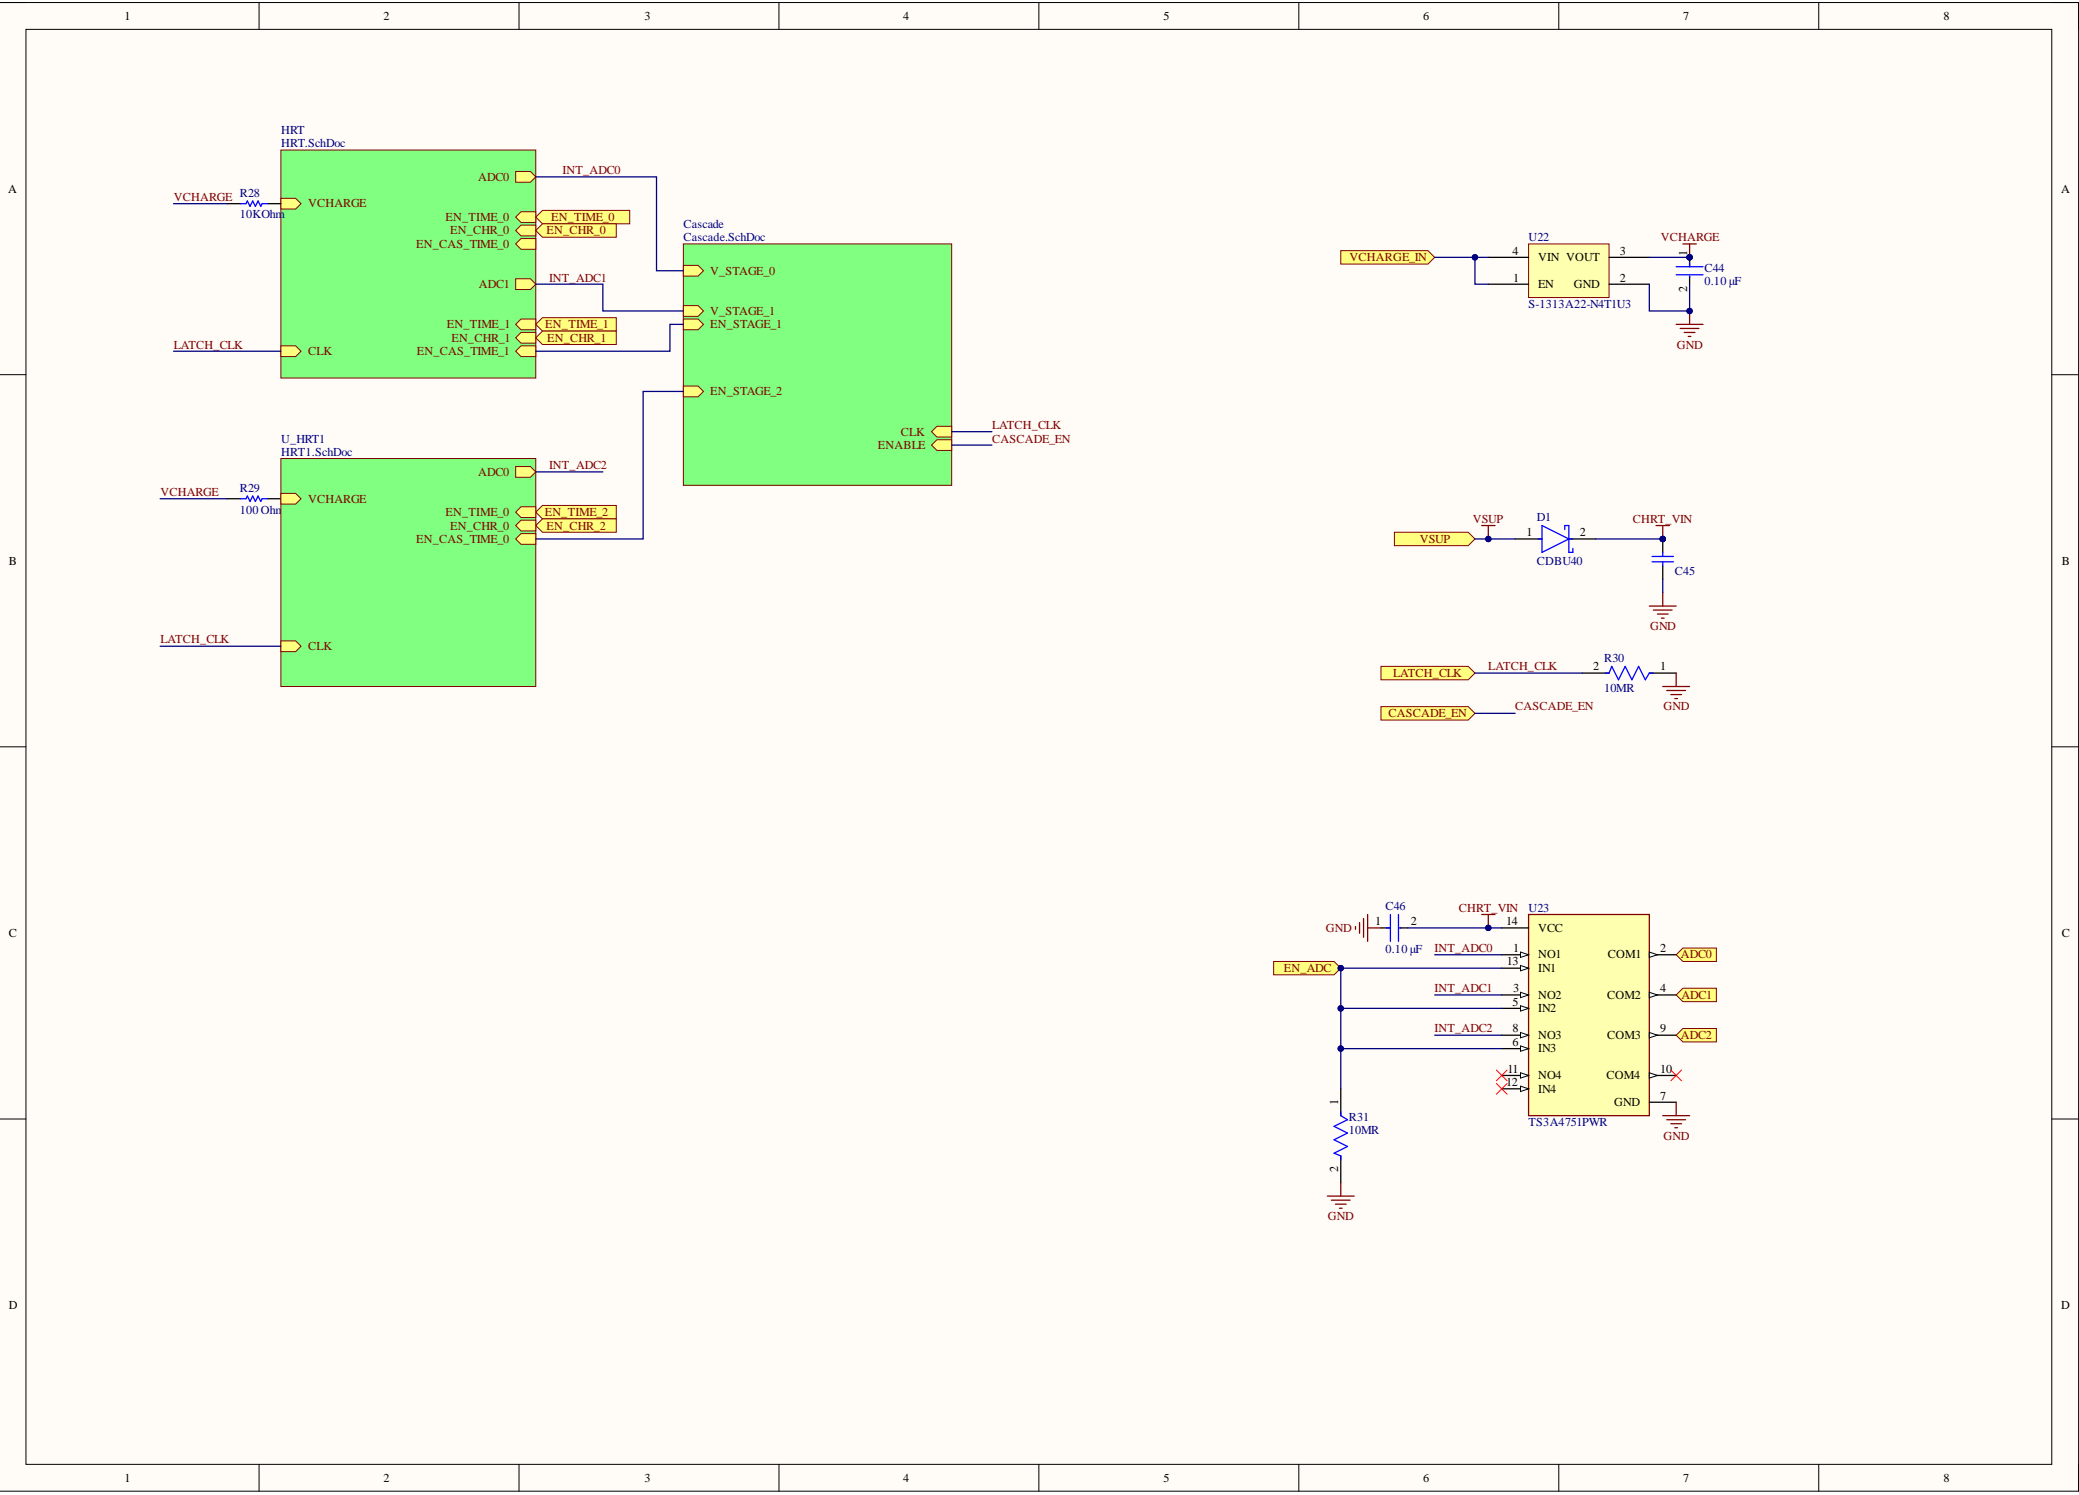 1 2 3 4 5 6 7 8
A A
B B
C C
D D
HRT
HRT.SchDoc
VCHARGE R28
10KOhm
VCHARGE
ADC0 INT_ADC0
EN_TIME_0 EN_TIME_0
EN_CHR_0 EN_CHR_0
EN_CAS_TIME_0
ADC1 INT_ADC1
EN_TIME_1 EN_TIME_1
EN_CHR_1 EN_CHR_1
EN_CAS_TIME_1
LATCH_CLK CLK
Cascade
Cascade.SchDoc
V_STAGE_0
V_STAGE_1
EN_STAGE_1
EN_STAGE_2
CLK LATCH_CLK
ENABLE CASCADE_EN
U_HRT1
HRT1.SchDoc
VCHARGE R29
100 Ohm
VCHARGE
ADC0 INT_ADC2
EN_TIME_0 EN_TIME_2
EN_CHR_0 EN_CHR_2
EN_CAS_TIME_0
LATCH_CLK CLK
U22
VCHARGE_IN 4 VIN VOUT 3
1 EN GND 2
S-1313A22-N4T1U3
VCHARGE
1 C44
0.10 µF
2
GND
VSUP D1 CHRT_VIN
VSUP 1 2
CDBU40
C45
GND
LATCH_CLK LATCH_CLK 2 R30 1
10MR
GND
CASCADE_EN CASCADE_EN
C46 CHRT_VIN U23
GND 1 2 14 VCC
0.10 µF
INT_ADC0 1 NO1 COM1 2 ADC0
EN_ADC 13 IN1
INT_ADC1 3 NO2 COM2 4 ADC1
5 IN2
INT_ADC2 8 NO3 COM3 9 ADC2
6 IN3
11 NO4 COM4 10
12 IN4
GND 7
TS3A4751PWR
GND
1
R31
10MR
2
GND
1 2 3 4 5 6 7 8